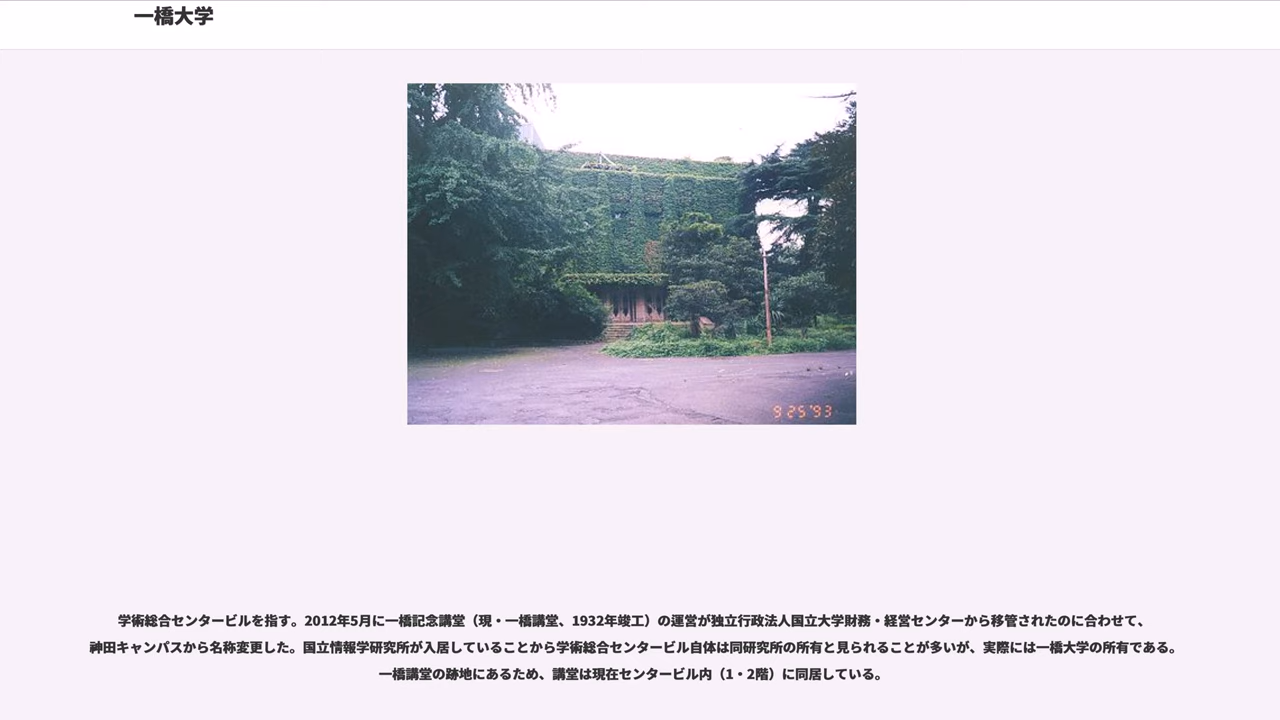 一橋大学
9 25 '93
学術総合センタービルを指す。2012年5月に一橋記念講堂（現・一橋講堂、1932年竣工）の運営が独立行政法人国立大学財務・経営センターから移管されたのに合わせて、
神田キャンパスから名称変更した。国立情報学研究所が入居していることから学術総合センタービル自体は同研究所の所有と見られることが多いが、実際には一橋大学の所有である。
一橋講堂の跡地にあるため、講堂は現在センタービル内（1・2階）に同居している。